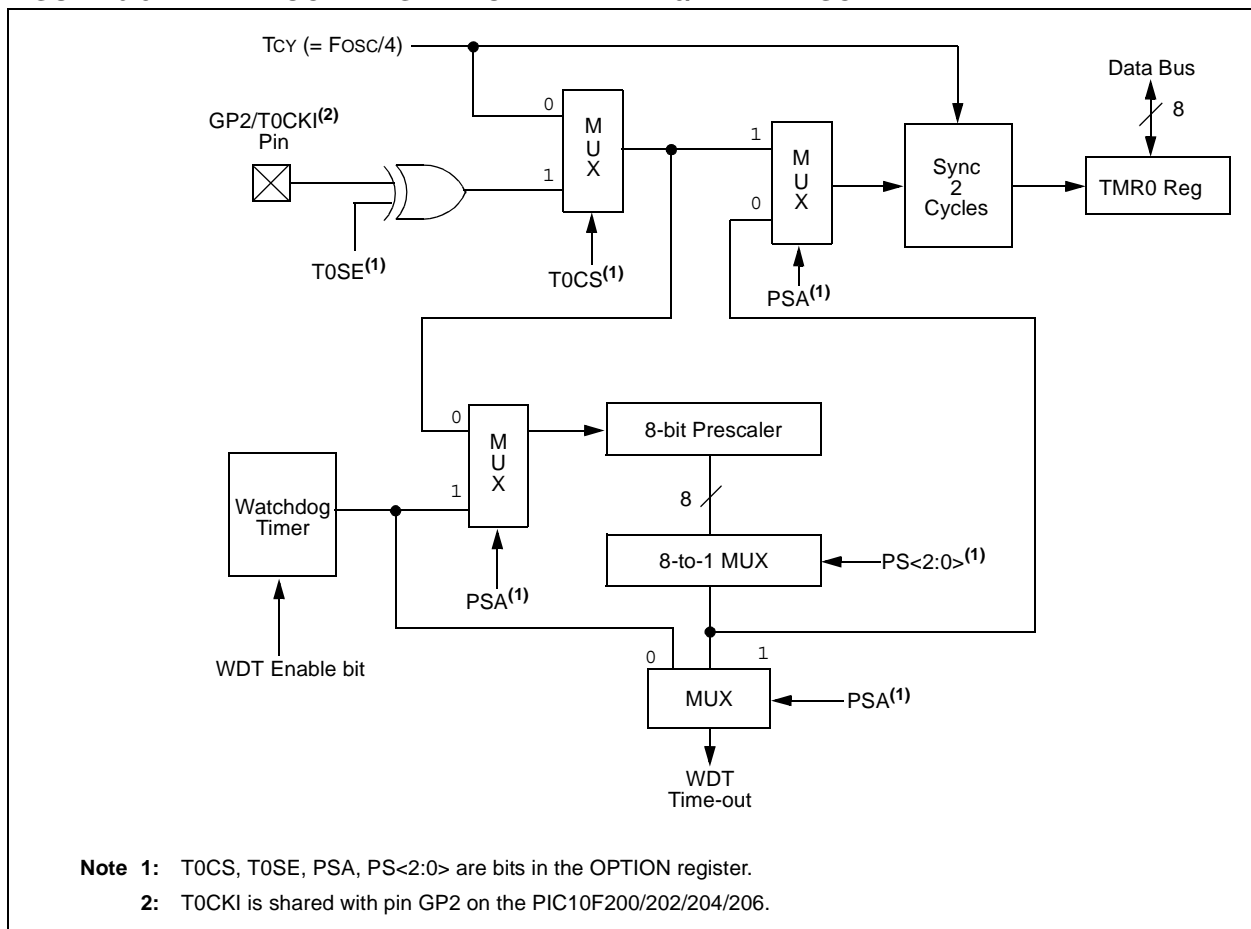 TCY (= FOSC/4)
Data Bus
8
GP2/T0CKI(2)
Pin
0
1
M
U
X
T0SE(1)
T0CS(1)
1
0
M
U
X
PSA(1)
Sync
2
Cycles
TMR0 Reg
0
1
M
U
X
PSA(1)
8-bit Prescaler
8
8-to-1 MUX
PS<2:0>(1)
Watchdog
Timer
WDT Enable bit
0
1
MUX
PSA(1)
WDT
Time-out
Note 1: T0CS, T0SE, PSA, PS<2:0> are bits in the OPTION register.
2: T0CKI is shared with pin GP2 on the PIC10F200/202/204/206.